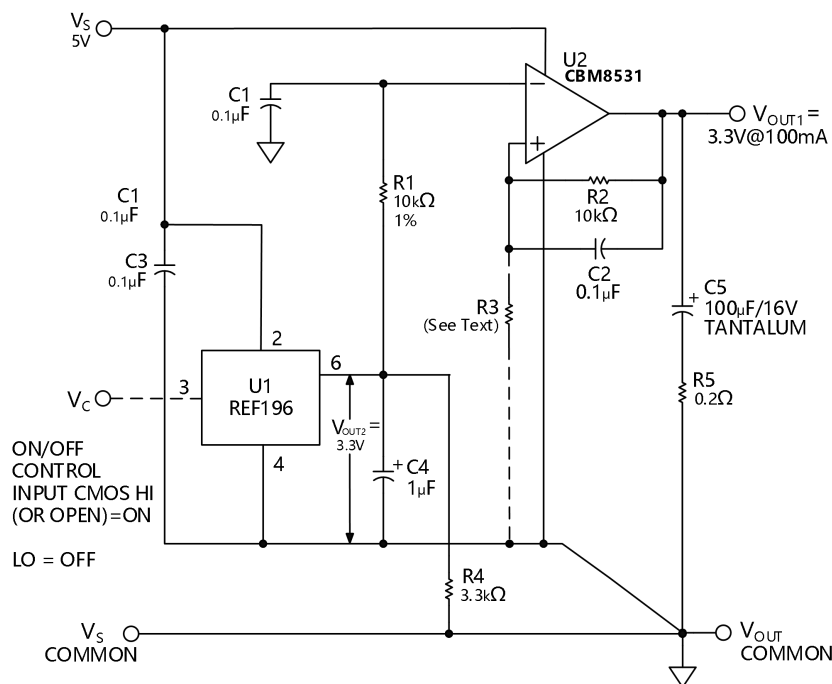 VS
5V
U2
CBM8531
C1
0.1µF
−
+
VOUT1 =
3.3V@100mA
R1
10kΩ
1%
R2
10kΩ
C1
0.1µF
C3
0.1µF
C2
0.1µF
R3
(See Text)
+ C5
100µF/16V
TANTALUM
2
6
U1
REF196
3
VC
VOUT2 =
3.3V
R5
0.2Ω
4
+ C4
1µF
ON/OFF
CONTROL
INPUT CMOS HI
(OR OPEN)=ON
LO = OFF
R4
3.3kΩ
VS
COMMON
VOUT
COMMON